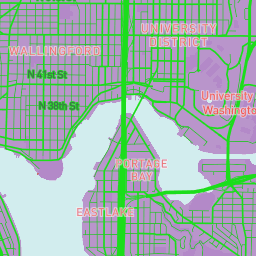 UNIVERSITY
DISTRICT
WALLINGFORD
N 41st St
N 38th St
University
Washington
PORTAGE
BAY
EASTLAKE